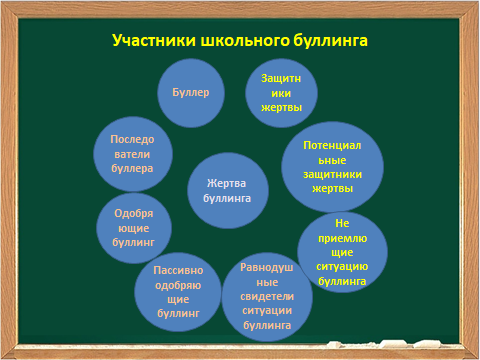 Участники школьного буллинга
Буллер
Защитн
ики
жертвы
Последо
ватели
буллера
Потенциал
ьные
защитники
жертвы
Жертва
буллинга
Одобря
ющие
буллинг
Не
приемлю
щие
ситуацию
буллинга
Пассивно
одобряю
щие
буллинг
Равнодуш
ные
свидетели
ситуации
буллинга